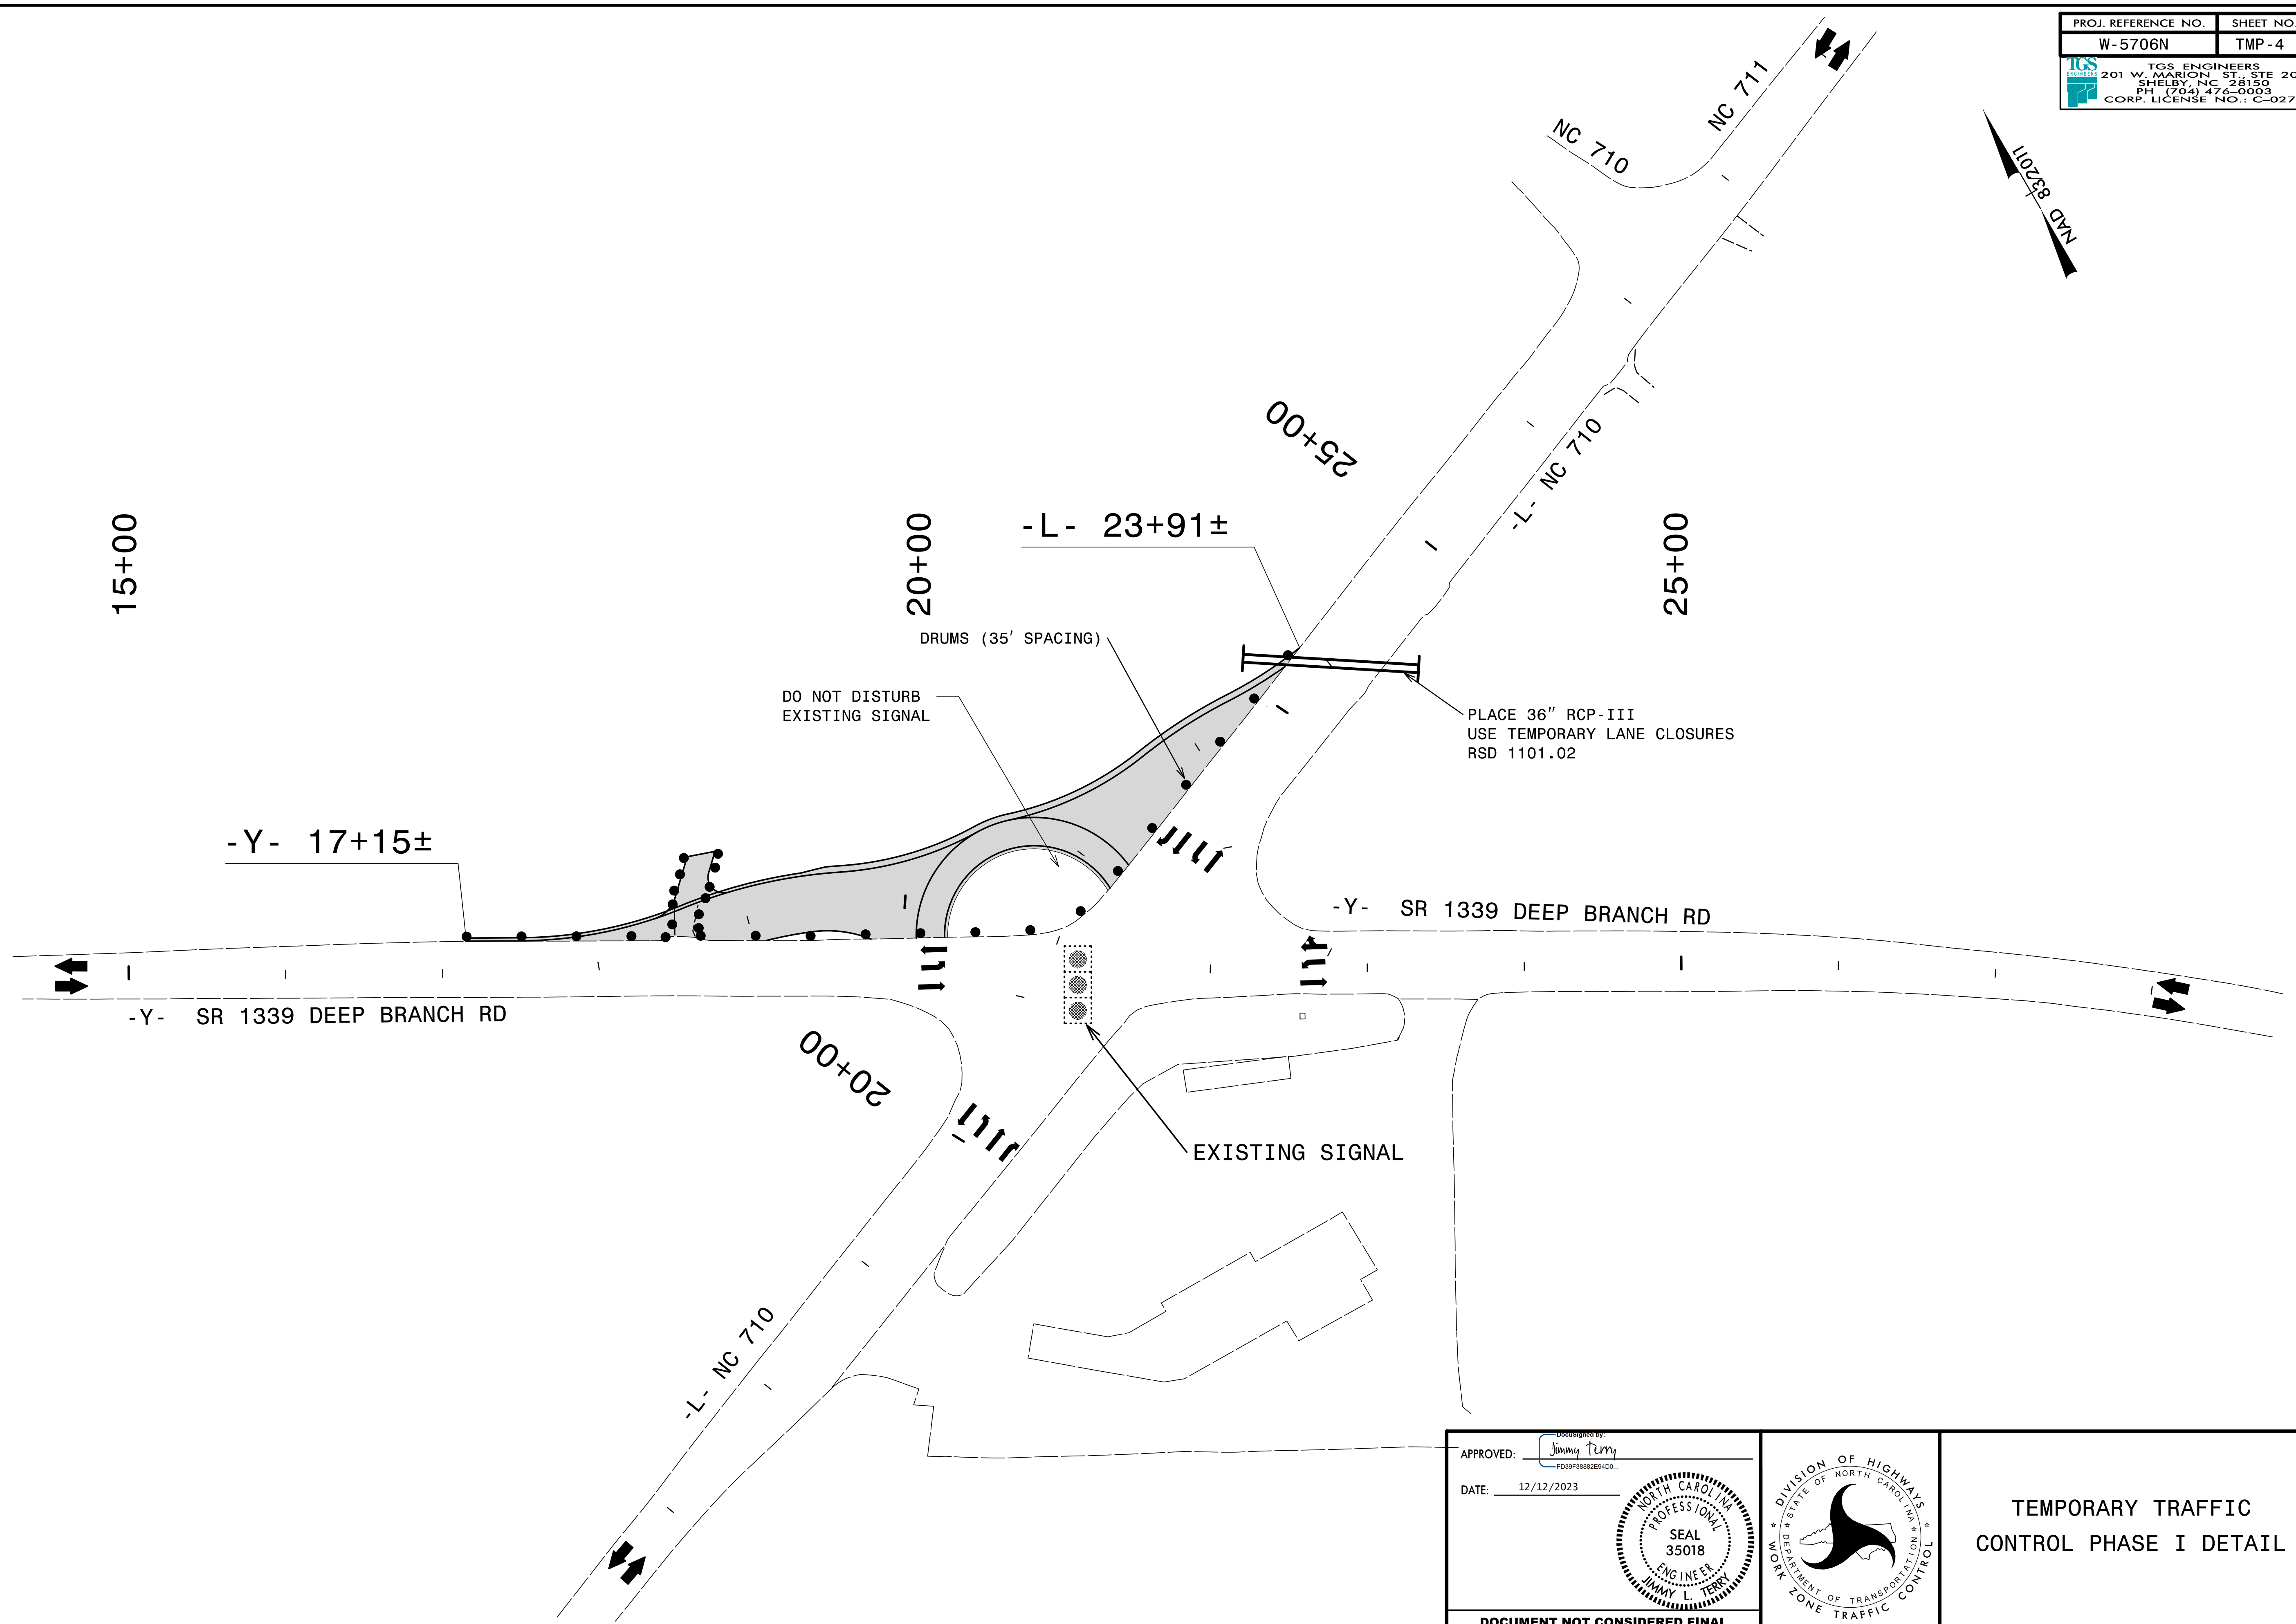 PROJ. REFERENCE NO.
SHEET NO.
W-5706N
TMP-4
TGS
ENGINEERS
TGS ENGINEERS
201 W. MARION ST., STE 20
SHELBY, NC 28150
PH (704) 476-0003
CORP. LICENSE NO.: C-027
NC 711
NC 710
NAD 83/2011
25+00
-L- NC 710
15+00
20+00
-L- 23+91±
25+00
DRUMS (35' SPACING)
DO NOT DISTURB
EXISTING SIGNAL
PLACE 36" RCP-III
USE TEMPORARY LANE CLOSURES
RSD 1101.02
-Y- 17+15±
-Y- SR 1339 DEEP BRANCH RD
-Y- SR 1339 DEEP BRANCH RD
20+00
EXISTING SIGNAL
-L- NC 710
APPROVED:
DocuSigned by:
Jimmy Terry
FD39F38882E94D0...
DATE: 12/12/2023
NORTH CAROLINA
PROFESSIONAL
SEAL
35018
ENGINEER
JIMMY L. TERRY
DOCUMENT NOT CONSIDERED FINAL
DIVISION OF HIGHWAYS
STATE OF NORTH CAROLINA
DEPARTMENT OF TRANSPORTATION
WORK ZONE TRAFFIC CONTROL
TEMPORARY TRAFFIC
CONTROL PHASE I DETAIL